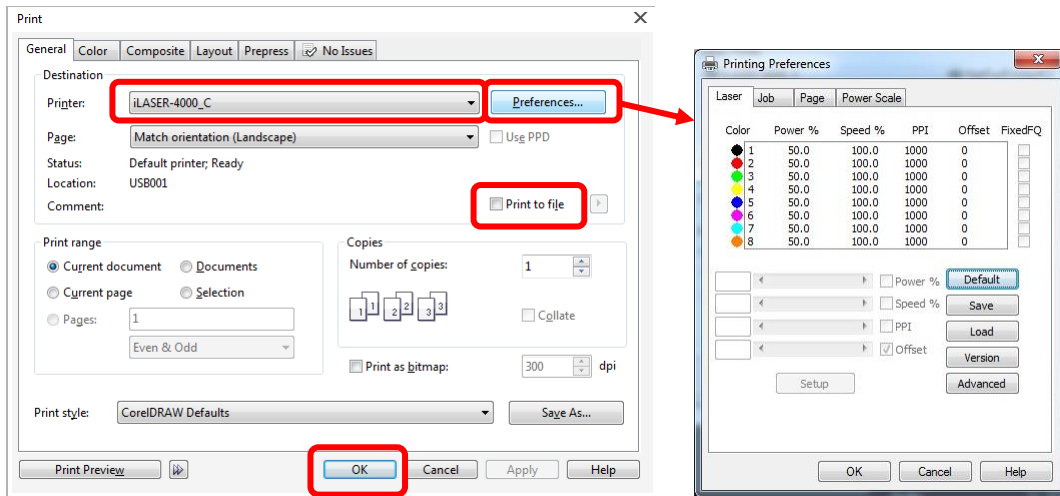 Print
General Color Composite Layout Prepress No Issues
Destination
Printer: iLASER-4000_C Preferences...
Page: Match orientation (Landscape) Use PPD
Status: Default printer; Ready
Location: USB001
Comment: Print to file
Print range
Current document Documents
Current page Selection
Pages: 1
Even & Odd
Copies
Number of copies: 1
1 1 2 2 3 3
Collate
Print as bitmap: 300 dpi
Print style: CorelDRAW Defaults Save As...
Print Preview OK Cancel Apply Help
Printing Preferences
Laser Job Page Power Scale
Color Power % Speed % PPI Offset FixedFQ
1 50.0 100.0 1000 0
2 50.0 100.0 1000 0
3 50.0 100.0 1000 0
4 50.0 100.0 1000 0
5 50.0 100.0 1000 0
6 50.0 100.0 1000 0
7 50.0 100.0 1000 0
8 50.0 100.0 1000 0
Power % Default
Speed % Save
PPI Load
Offset Version
Setup Advanced
OK Cancel Help